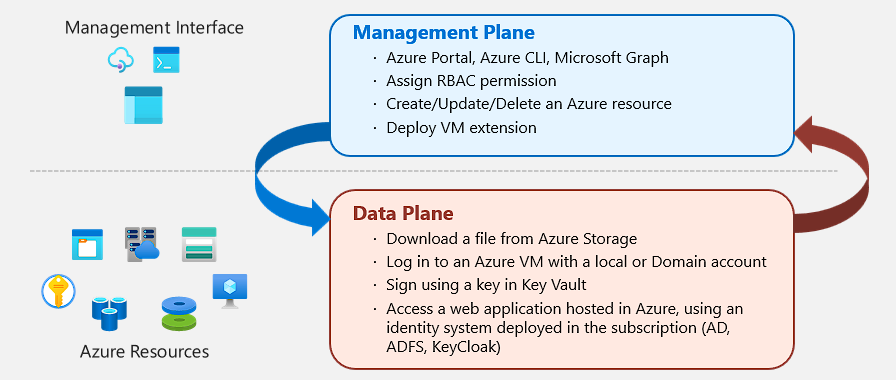 Management Interface
Management Plane
· Azure Portal, Azure CLI, Microsoft Graph
· Assign RBAC permission
· Create/Update/Delete an Azure resource
· Deploy VM extension
Data Plane
· Download a file from Azure Storage
· Log in to an Azure VM with a local or Domain account
· Sign using a key in Key Vault
· Access a web application hosted in Azure, using an
identity system deployed in the subscription (AD,
ADFS, KeyCloak)
Azure Resources